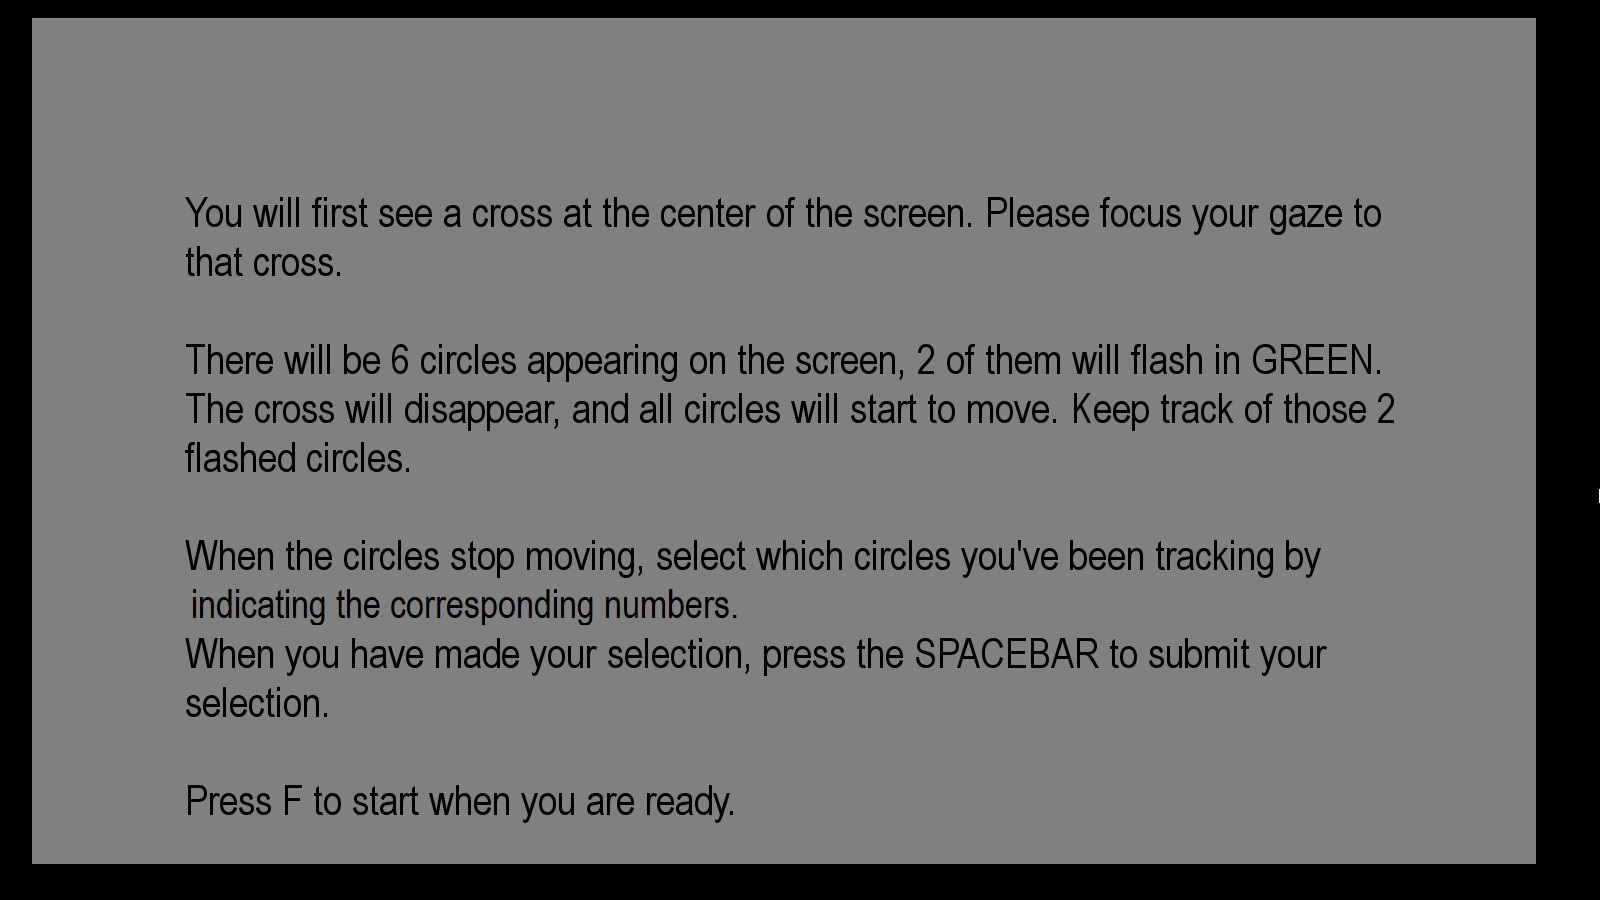 You will first see a cross at the center of the screen. Please focus your gaze to
that cross.
There will be 6 circles appearing on the screen, 2 of them will flash in GREEN.
The cross will disappear, and all circles will start to move. Keep track of those 2
flashed circles.
When the circles stop moving, select which circles you've been tracking by
indicating the corresponding numbers.
When you have made your selection, press the SPACEBAR to submit your
selection.
Press F to start when you are ready.